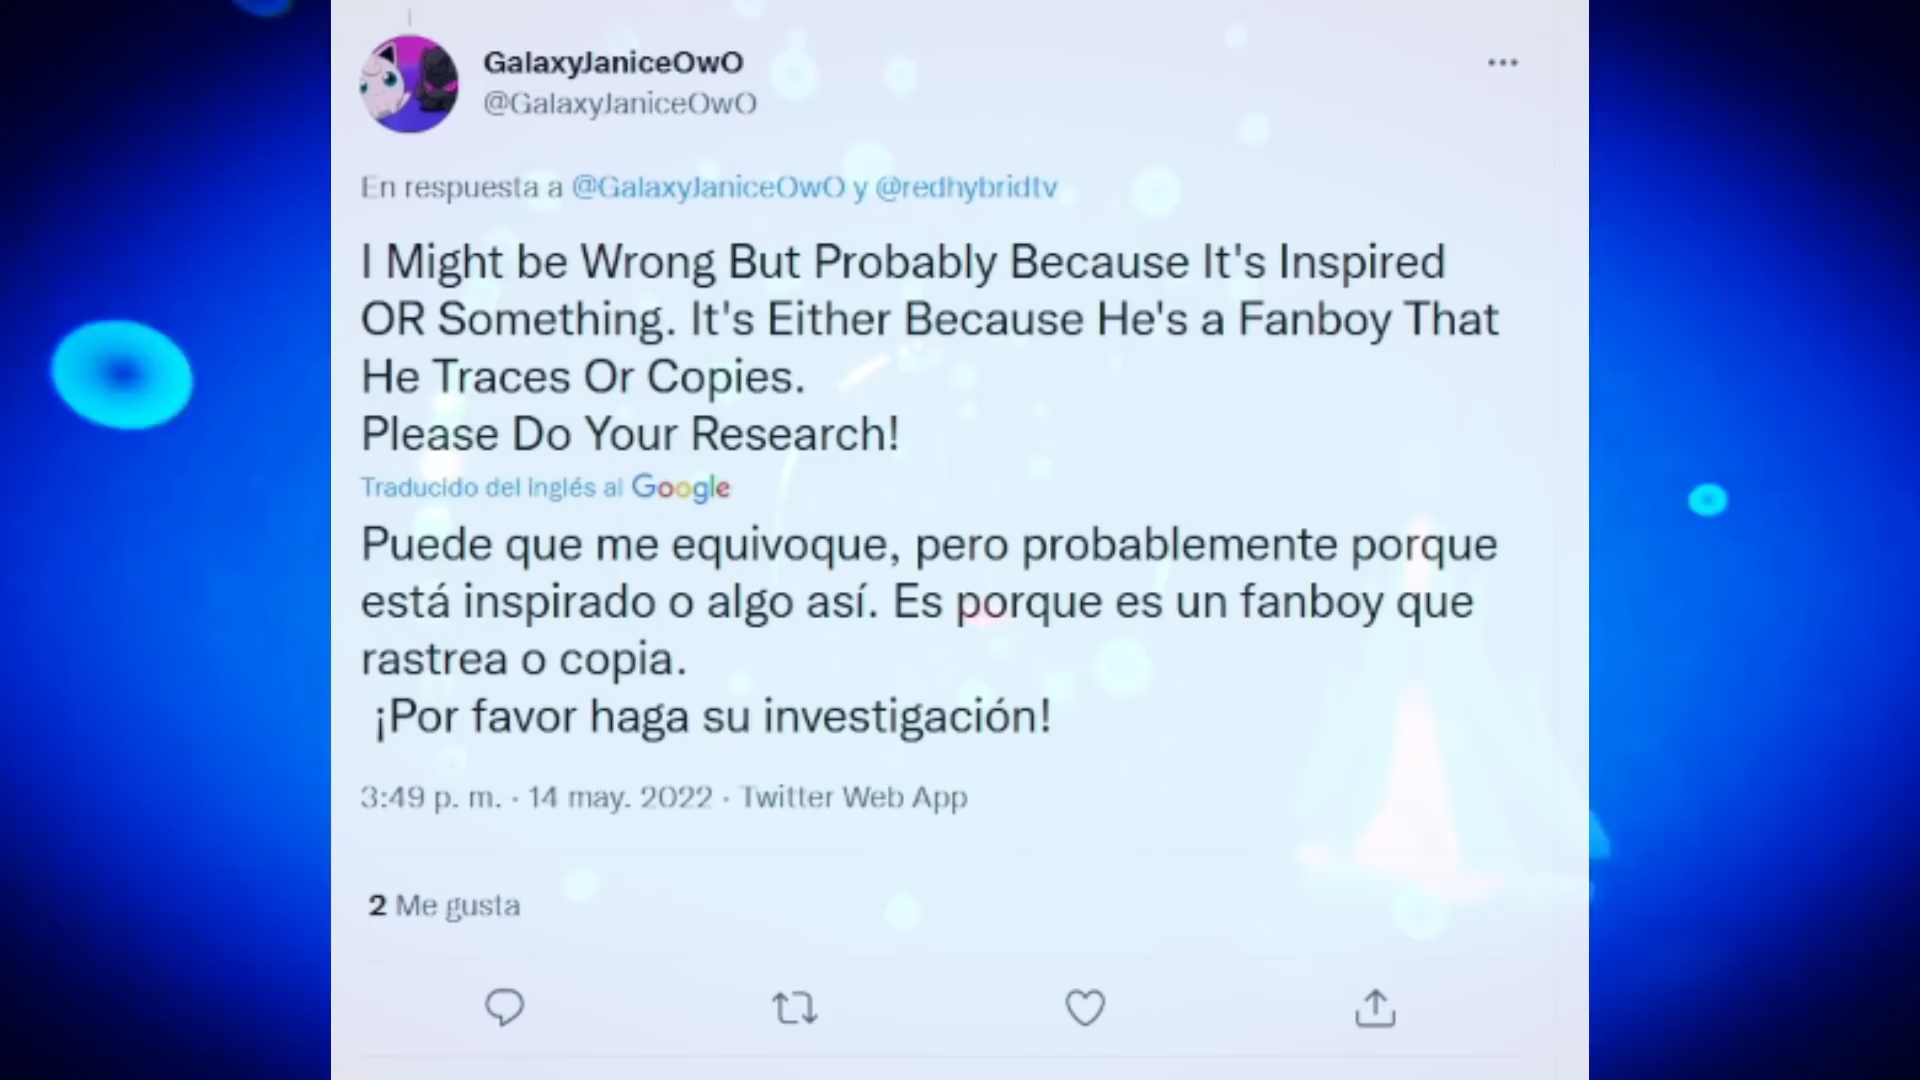 GalaxyJaniceOwO
@GalaxyJaniceOwO
En respuesta a @GalaxyJaniceOwO y @redhybridtv
I Might be Wrong But Probably Because It's Inspired
OR Something. It's Either Because He's a Fanboy That
He Traces Or Copies.
Please Do Your Research!
Traducido del inglés al Google
Puede que me equivoque, pero probablemente porque
está inspirado o algo así. Es porque es un fanboy que
rastrea o copia.
¡Por favor haga su investigación!
3:49 p. m. · 14 may. 2022 · Twitter Web App
2 Me gusta